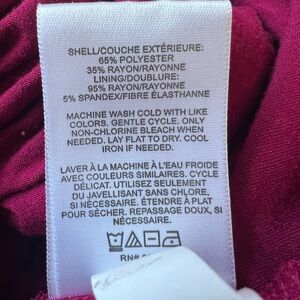 SHELL/COUCHE EXTÉRIEURE:
65% POLYESTER
35% RAYON/RAYONNE
LINING/DOUBLURE:
95% RAYON/RAYONNE
5% SPANDEX/FIBRE ÉLASTHANNE
MACHINE WASH COLD WITH LIKE
COLORS. GENTLE CYCLE. ONLY
NON-CHLORINE BLEACH WHEN
NEEDED. LAY FLAT TO DRY. COOL
IRON IF NEEDED.
LAVER À LA MACHINE À L'EAU FROIDE
AVEC COULEURS SIMILAIRES. CYCLE
DÉLICAT. UTILISEZ SEULEMENT
DU JAVELLISANT SANS CHLORE,
SI NÉCESSAIRE. ÉTENDRE À PLAT
POUR SÉCHER. REPASSAGE DOUX, SI
NÉCESSAIRE.
RN#